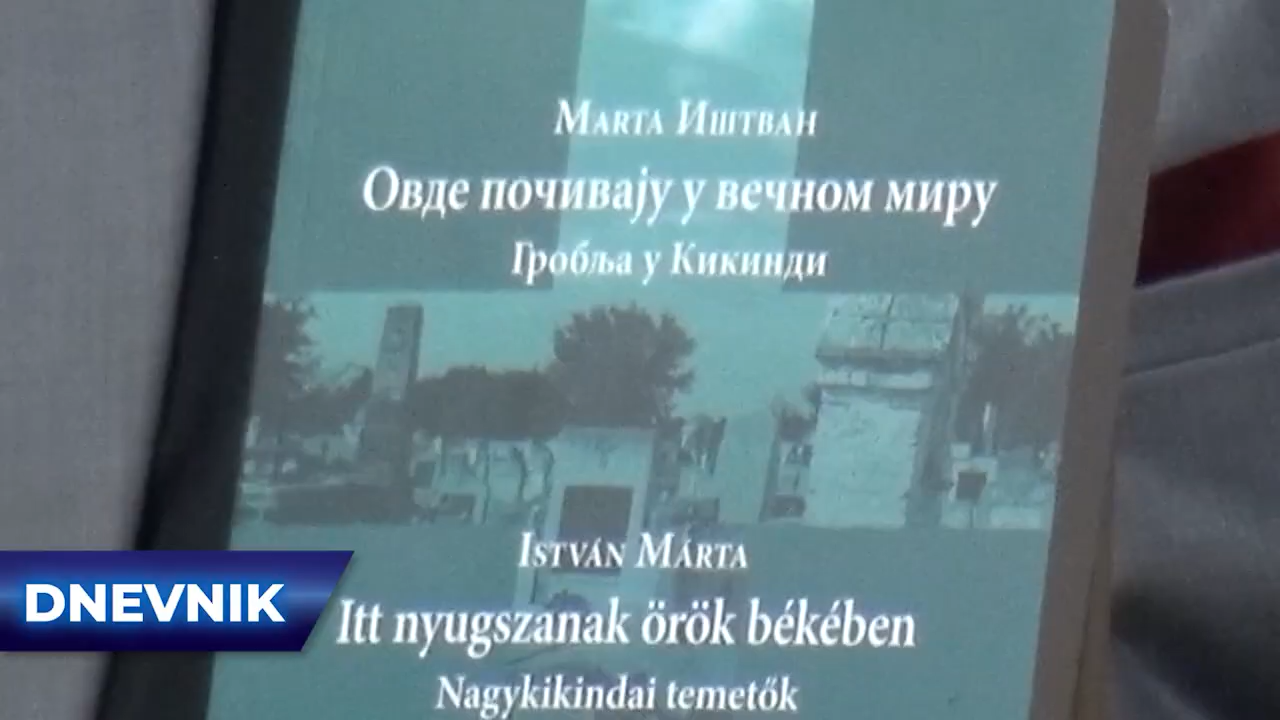 Марта Иштван
Овде почивају у вечном миру
Гробља у Кикинди
István Márta
Itt nyugszanak örök békében
Nagykikindai temetők
DNEVNIK